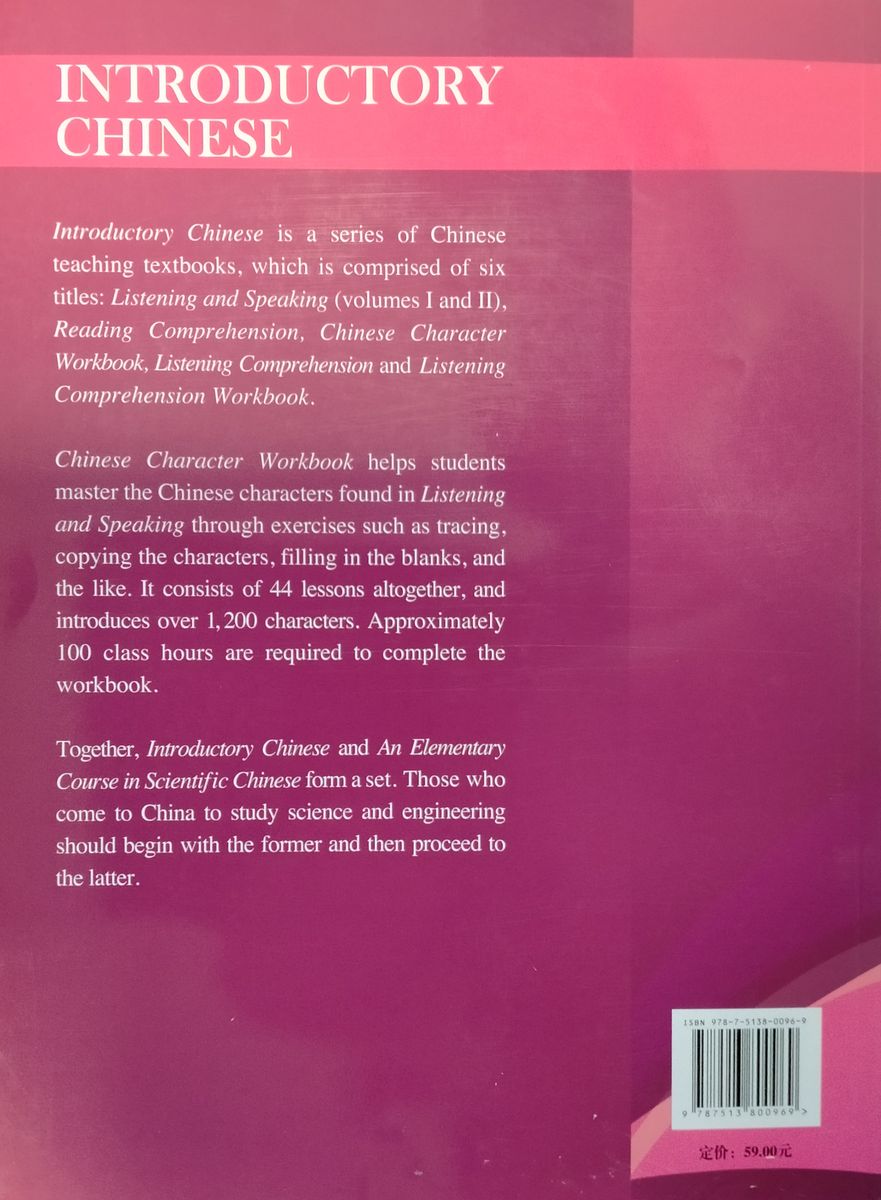 INTRODUCTORY
CHINESE
Introductory Chinese is a series of Chinese
teaching textbooks, which is comprised of six
titles: Listening and Speaking (volumes I and II),
Reading Comprehension, Chinese Character
Workbook, Listening Comprehension and Listening
Comprehension Workbook.
Chinese Character Workbook helps students
master the Chinese characters found in Listening
and Speaking through exercises such as tracing,
copying the characters, filling in the blanks, and
the like. It consists of 44 lessons altogether, and
introduces over 1,200 characters. Approximately
100 class hours are required to complete the
workbook.
Together, Introductory Chinese and An Elementary
Course in Scientific Chinese form a set. Those who
come to China to study science and engineering
should begin with the former and then proceed to
the latter.
ISBN 978-7-5138-0096-9
9 787513 800969 >
定价：59.00元